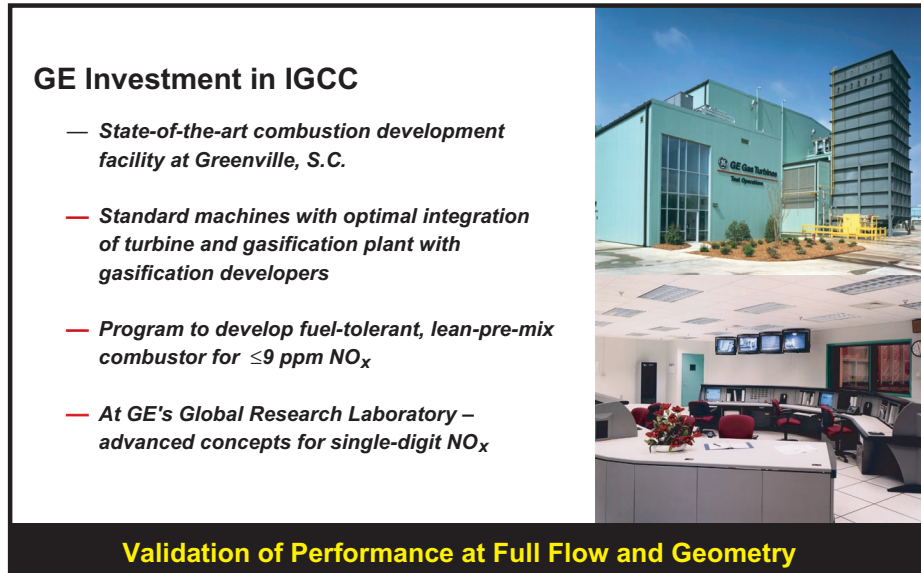 GE Investment in IGCC
— State-of-the-art combustion development
facility at Greenville, S.C.
— Standard machines with optimal integration
of turbine and gasification plant with
gasification developers
— Program to develop fuel-tolerant, lean-pre-mix
combustor for ≤9 ppm NOx
— At GE's Global Research Laboratory –
advanced concepts for single-digit NOx
GE Gas Turbines
Test Operations
Validation of Performance at Full Flow and Geometry